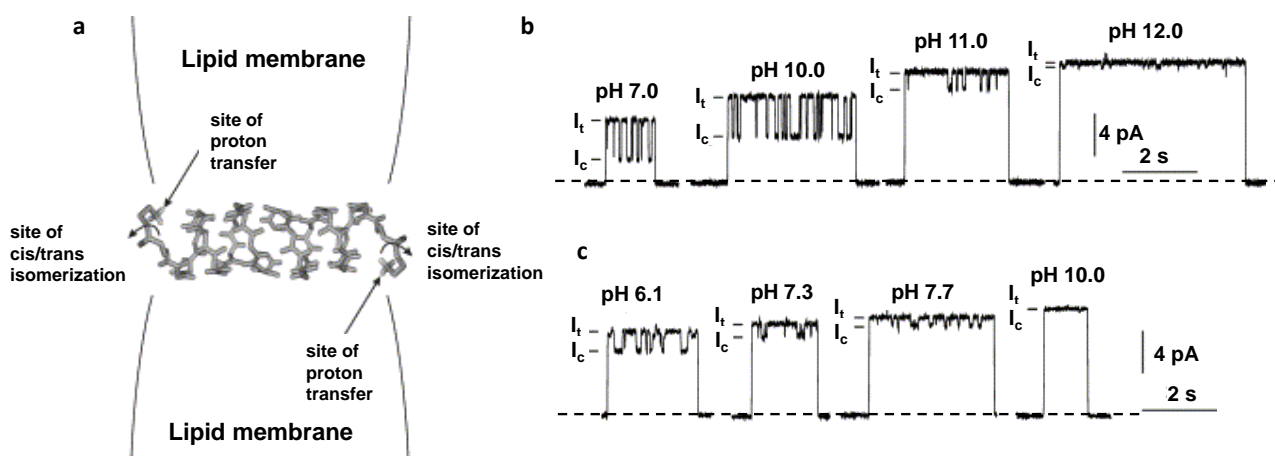 a
Lipid membrane
site of
proton
transfer
site of
cis/trans
isomerization
site of
cis/trans
isomerization
site of
proton
transfer
Lipid membrane
b
pH 7.0
It
Ic
pH 10.0
It
Ic
pH 11.0
It
Ic
pH 12.0
It
Ic
4 pA
2 s
c
pH 6.1
It
Ic
pH 7.3
It
Ic
pH 7.7
It
Ic
pH 10.0
It
Ic
4 pA
2 s